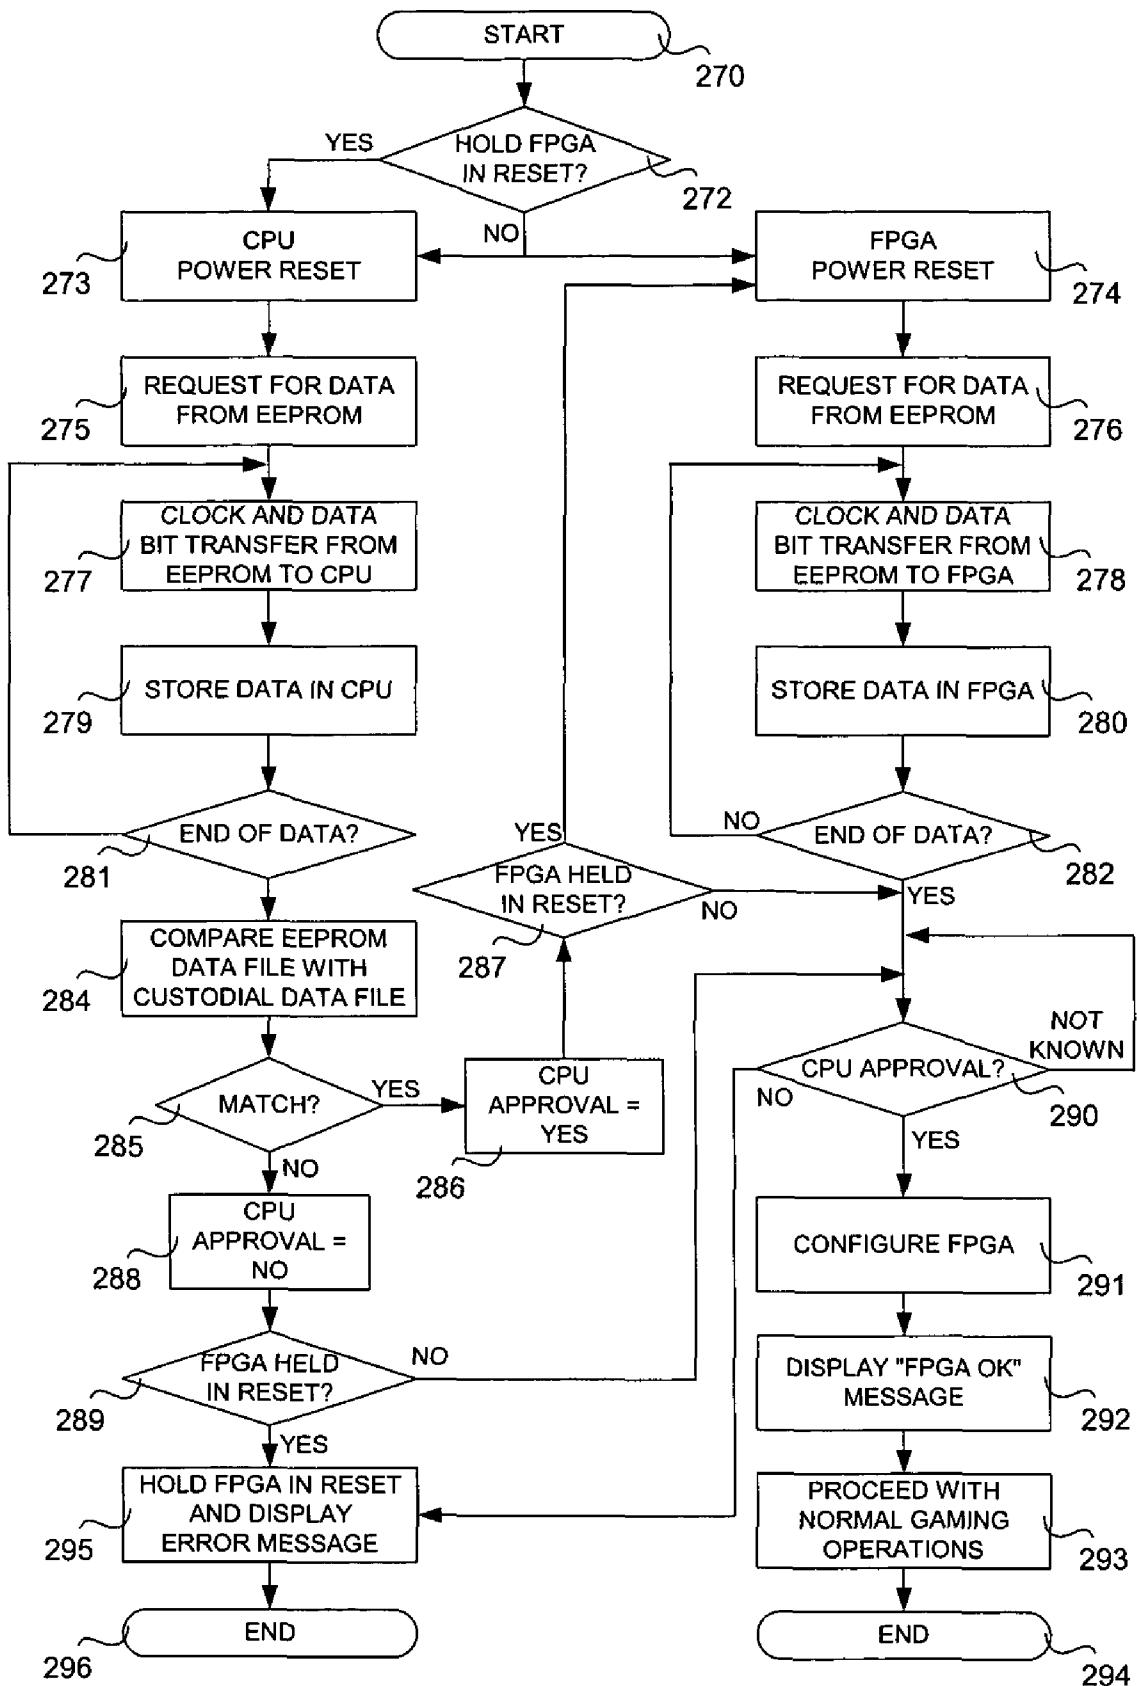 START
270
YES
HOLD FPGA
IN RESET?
272
NO
CPU
POWER RESET
273
FPGA
POWER RESET
274
REQUEST FOR DATA
FROM EEPROM
275
REQUEST FOR DATA
FROM EEPROM
276
CLOCK AND DATA
BIT TRANSFER FROM
EEPROM TO CPU
277
CLOCK AND DATA
BIT TRANSFER FROM
EEPROM TO FPGA
278
STORE DATA IN CPU
279
STORE DATA IN FPGA
280
END OF DATA?
281
YES
NO
END OF DATA?
282
YES
FPGA HELD
IN RESET?
NO
287
COMPARE EEPROM
DATA FILE WITH
CUSTODIAL DATA FILE
284
NOT
KNOWN
MATCH?
285
YES
CPU
APPROVAL =
YES
286
CPU APPROVAL?
NO
290
YES
NO
CPU
APPROVAL =
NO
288
CONFIGURE FPGA
291
FPGA HELD
IN RESET?
NO
289
YES
DISPLAY "FPGA OK"
MESSAGE
292
HOLD FPGA IN RESET
AND DISPLAY
ERROR MESSAGE
295
PROCEED WITH
NORMAL GAMING
OPERATIONS
293
END
296
END
294